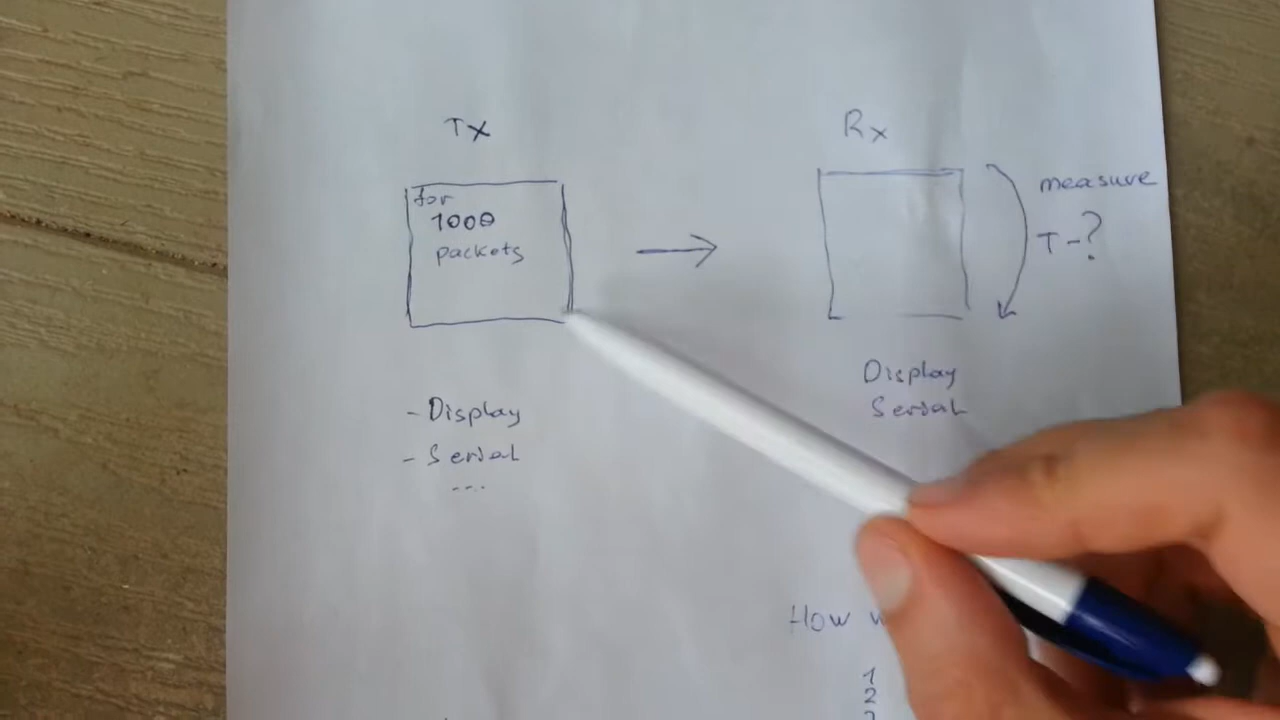 Tx
for
1000
packets
- Display
- Serial
---
Rx
measure
T-?
Display
Serial
How
1
2